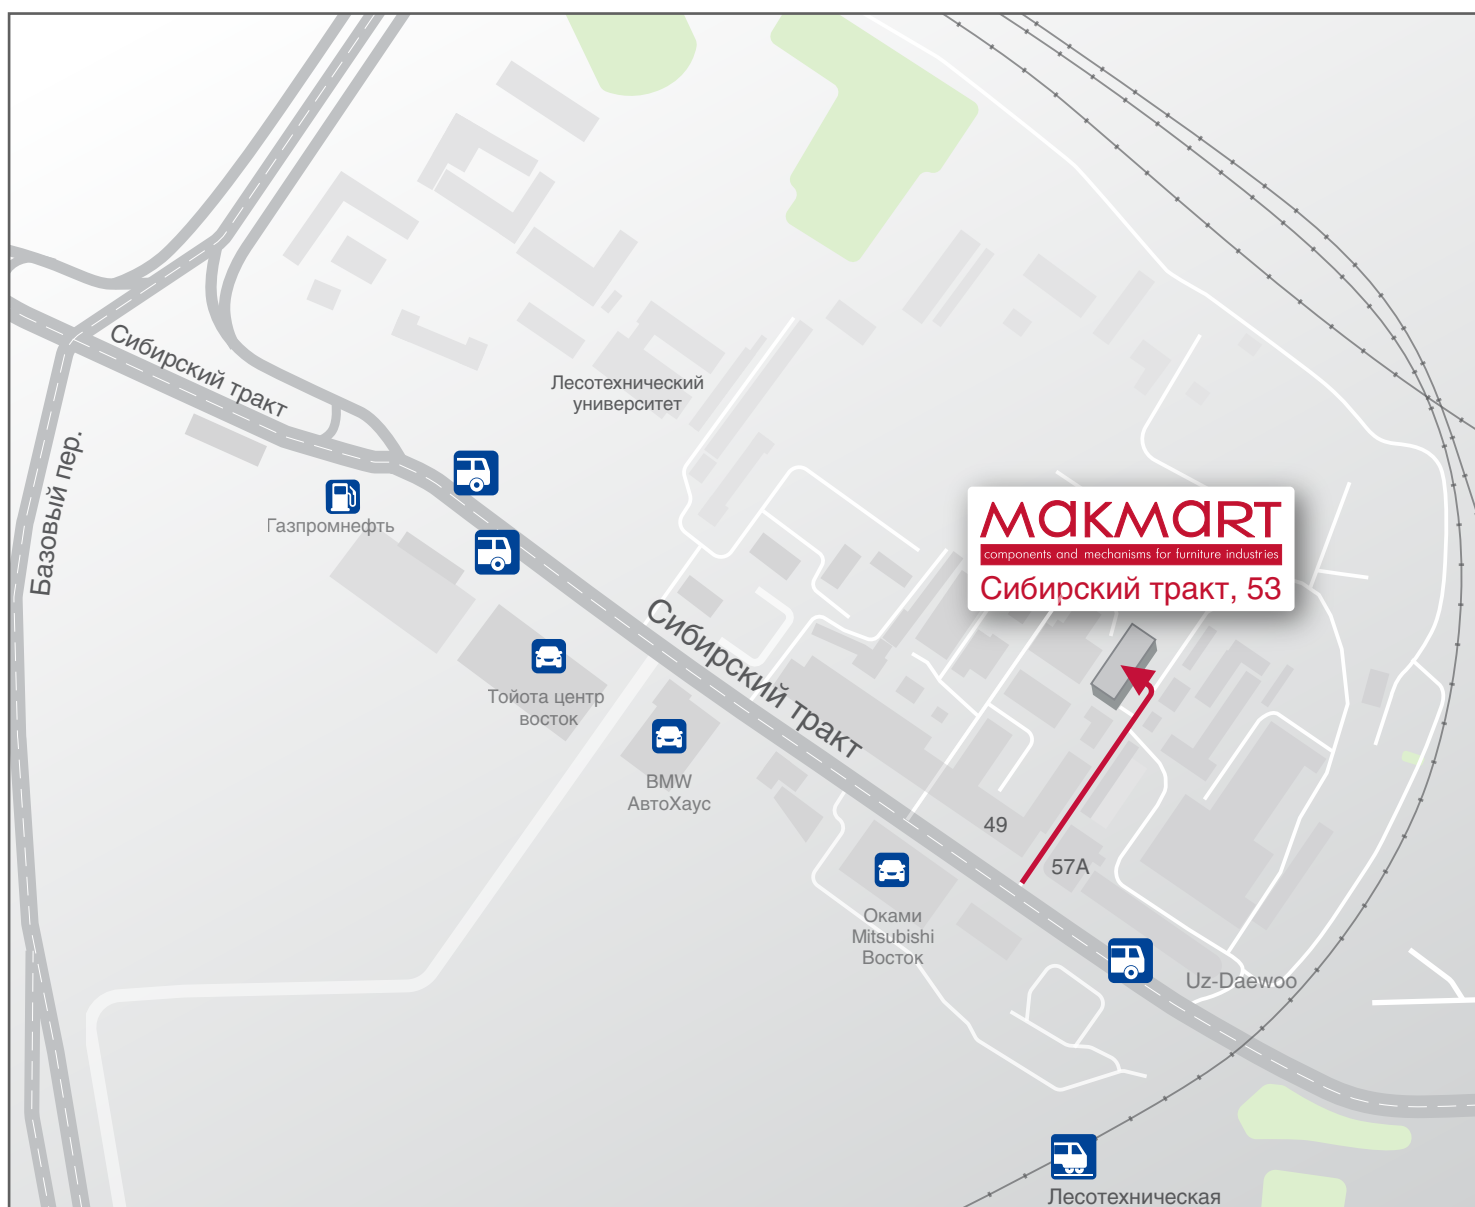 Сибирский тракт
Лесотехнический
университет
Базовый пер.
Газпромнефть
MAKMART
components and mechanisms for furniture industries
Сибирский тракт, 53
Сибирский тракт
Тойота центр
восток
BMW
АвтоХаус
49
57А
Оками
Mitsubishi
Восток
Uz-Daewoo
Лесотехническая